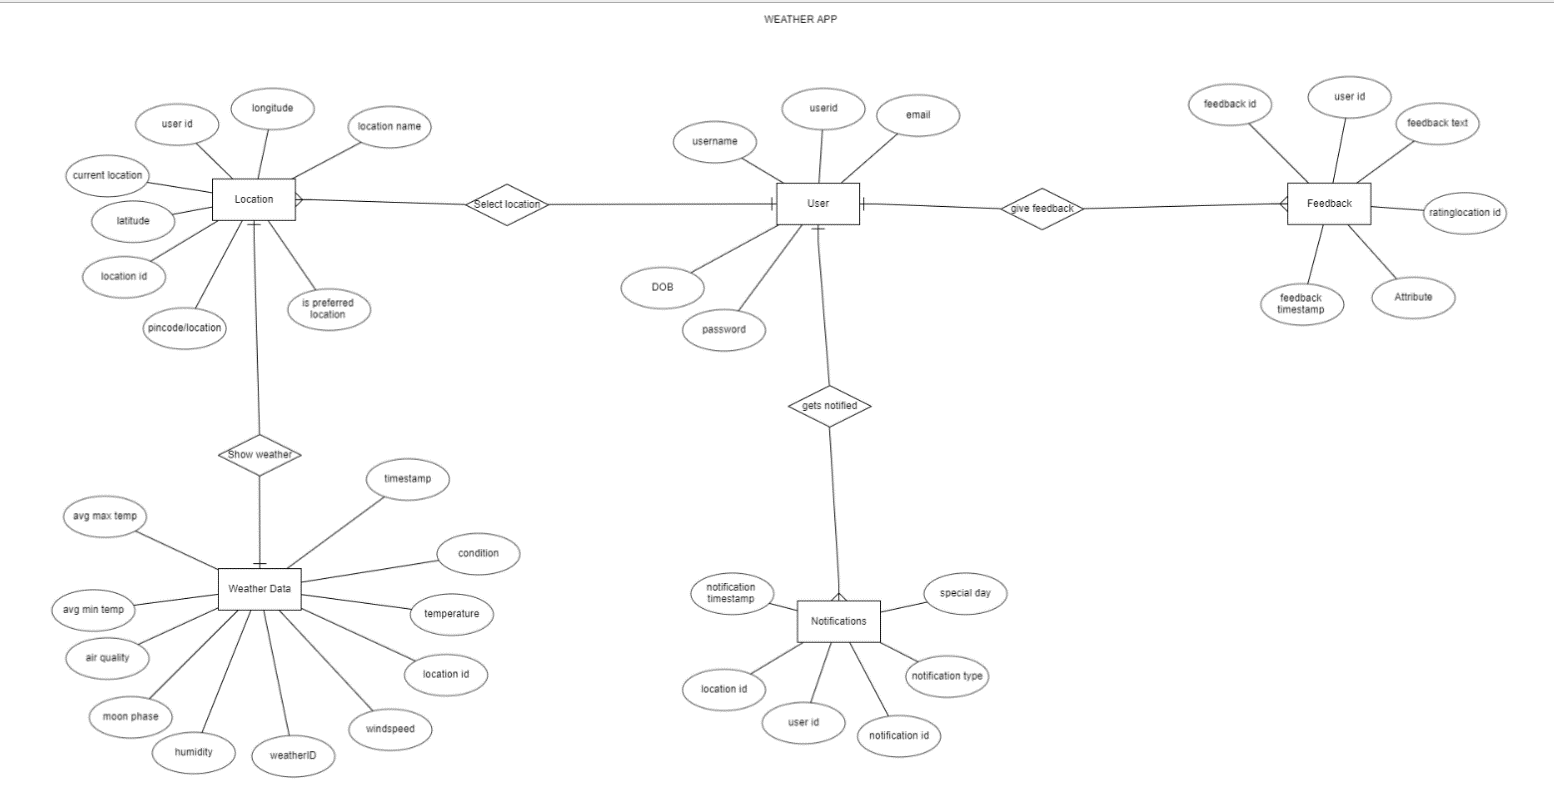 WEATHER APP
longitude
user id
location name
current location
latitude
Location
location id
pincode/location
is preferred
location
Select location
userid
email
username
User
DOB
password
give feedback
feedback id
user id
feedback text
Feedback
ratinglocation id
feedback
timestamp
Attribute
gets notified
Show weather
timestamp
avg max temp
condition
Weather Data
avg min temp
temperature
air quality
location id
moon phase
windspeed
humidity
weatherID
notification
timestamp
special day
Notifications
notification type
location id
user id
notification id